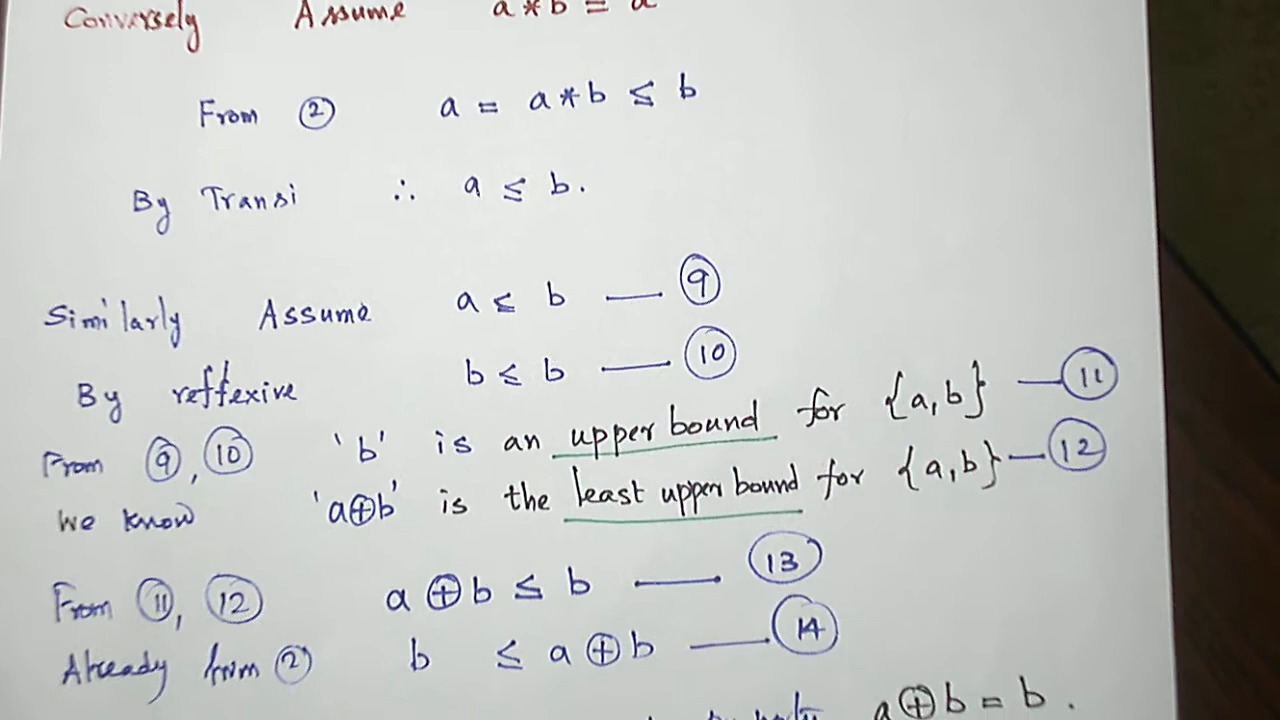 Conversely Assume a * b = a
From ② a = a * b ≤ b
By Transi ∴ a ≤ b.
Similarly Assume a ≤ b — ⑨
By reffexive b ≤ b — ⑩
From ⑨, ⑩ 'b' is an upper bound for {a, b} — ⑪
We know 'a⊕b' is the least upper bound for {a, b} — ⑫
From ⑪, ⑫ a ⊕ b ≤ b — ⑬
Already from ② b ≤ a ⊕ b — ⑭
a ⊕ b = b.